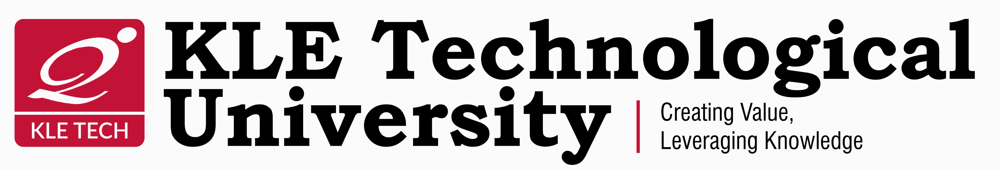 KLE TECH
KLE Technological
University
Creating Value,
Leveraging Knowledge